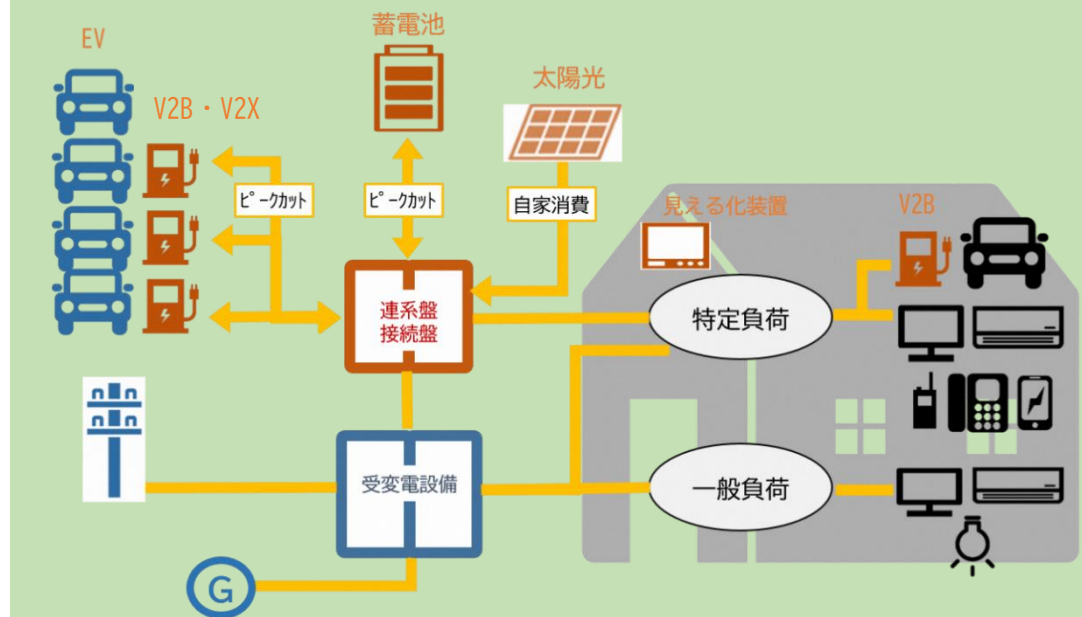 EV
蓄電池
太陽光
V2B・V2X
ﾋﾟｰｸｶｯﾄ
ﾋﾟｰｸｶｯﾄ
自家消費
見える化装置
V2B
連系盤
接続盤
特定負荷
受変電設備
一般負荷
G